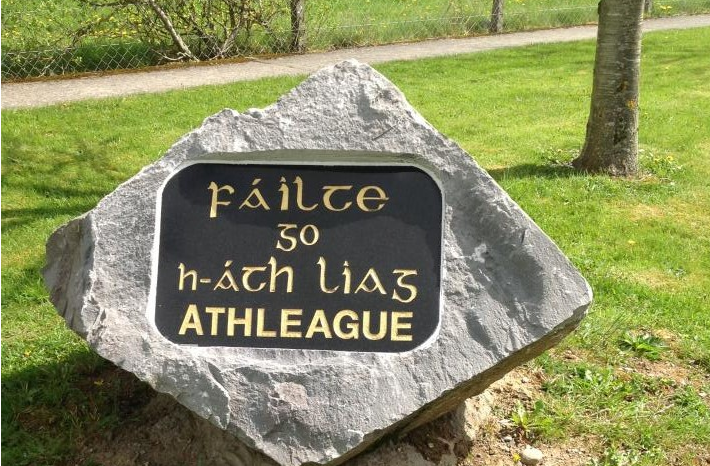 Fáilte
go
h-Áth Liag
ATHLEAGUE